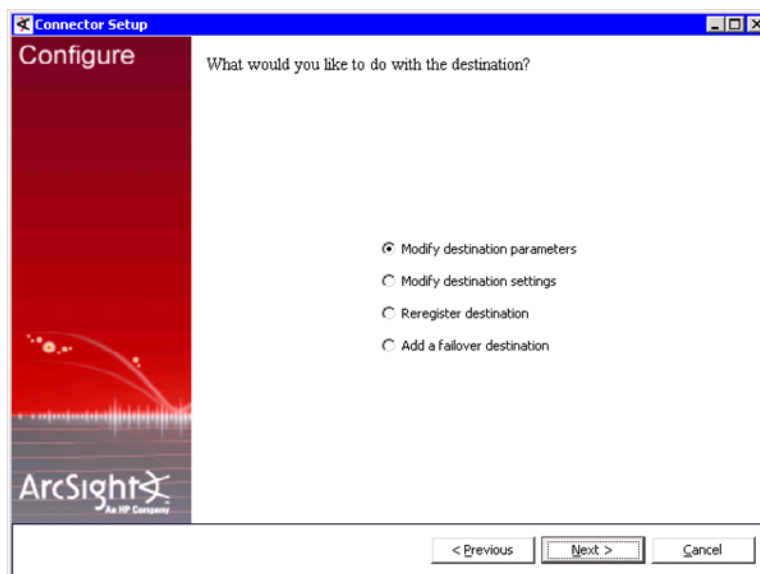 Connector Setup
Configure
What would you like to do with the destination?
Modify destination parameters
Modify destination settings
Reregister destination
Add a failover destination
ArcSight
An HP Company
< Previous
Next >
Cancel